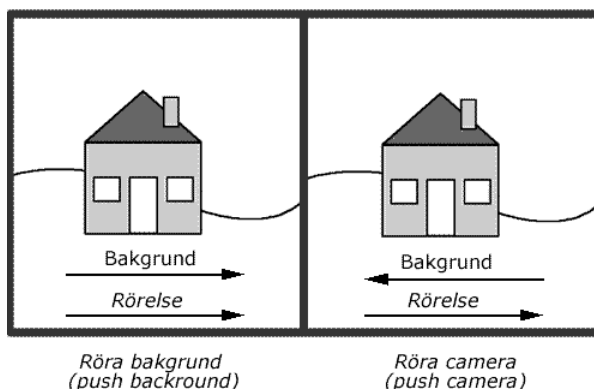 Bakgrund
Rörelse
Bakgrund
Rörelse
Röra bakgrund
(push backround)
Röra camera
(push camera)